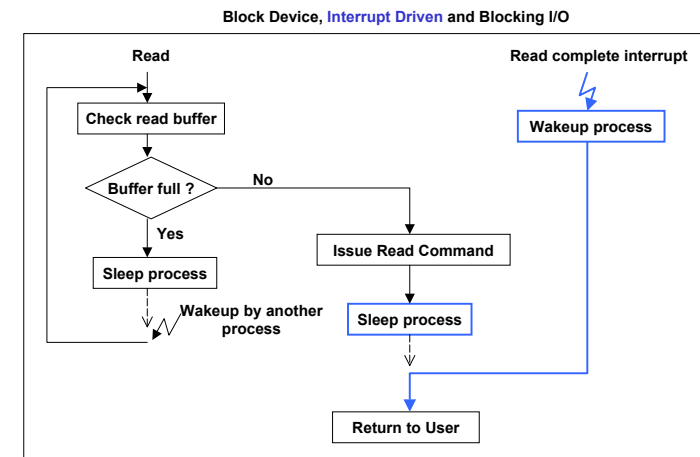 Block Device, Interrupt Driven and Blocking I/O
Read
Read complete interrupt
Check read buffer
Wakeup process
Buffer full ?
No
Yes
Issue Read Command
Sleep process
Wakeup by another
process
Sleep process
Return to User